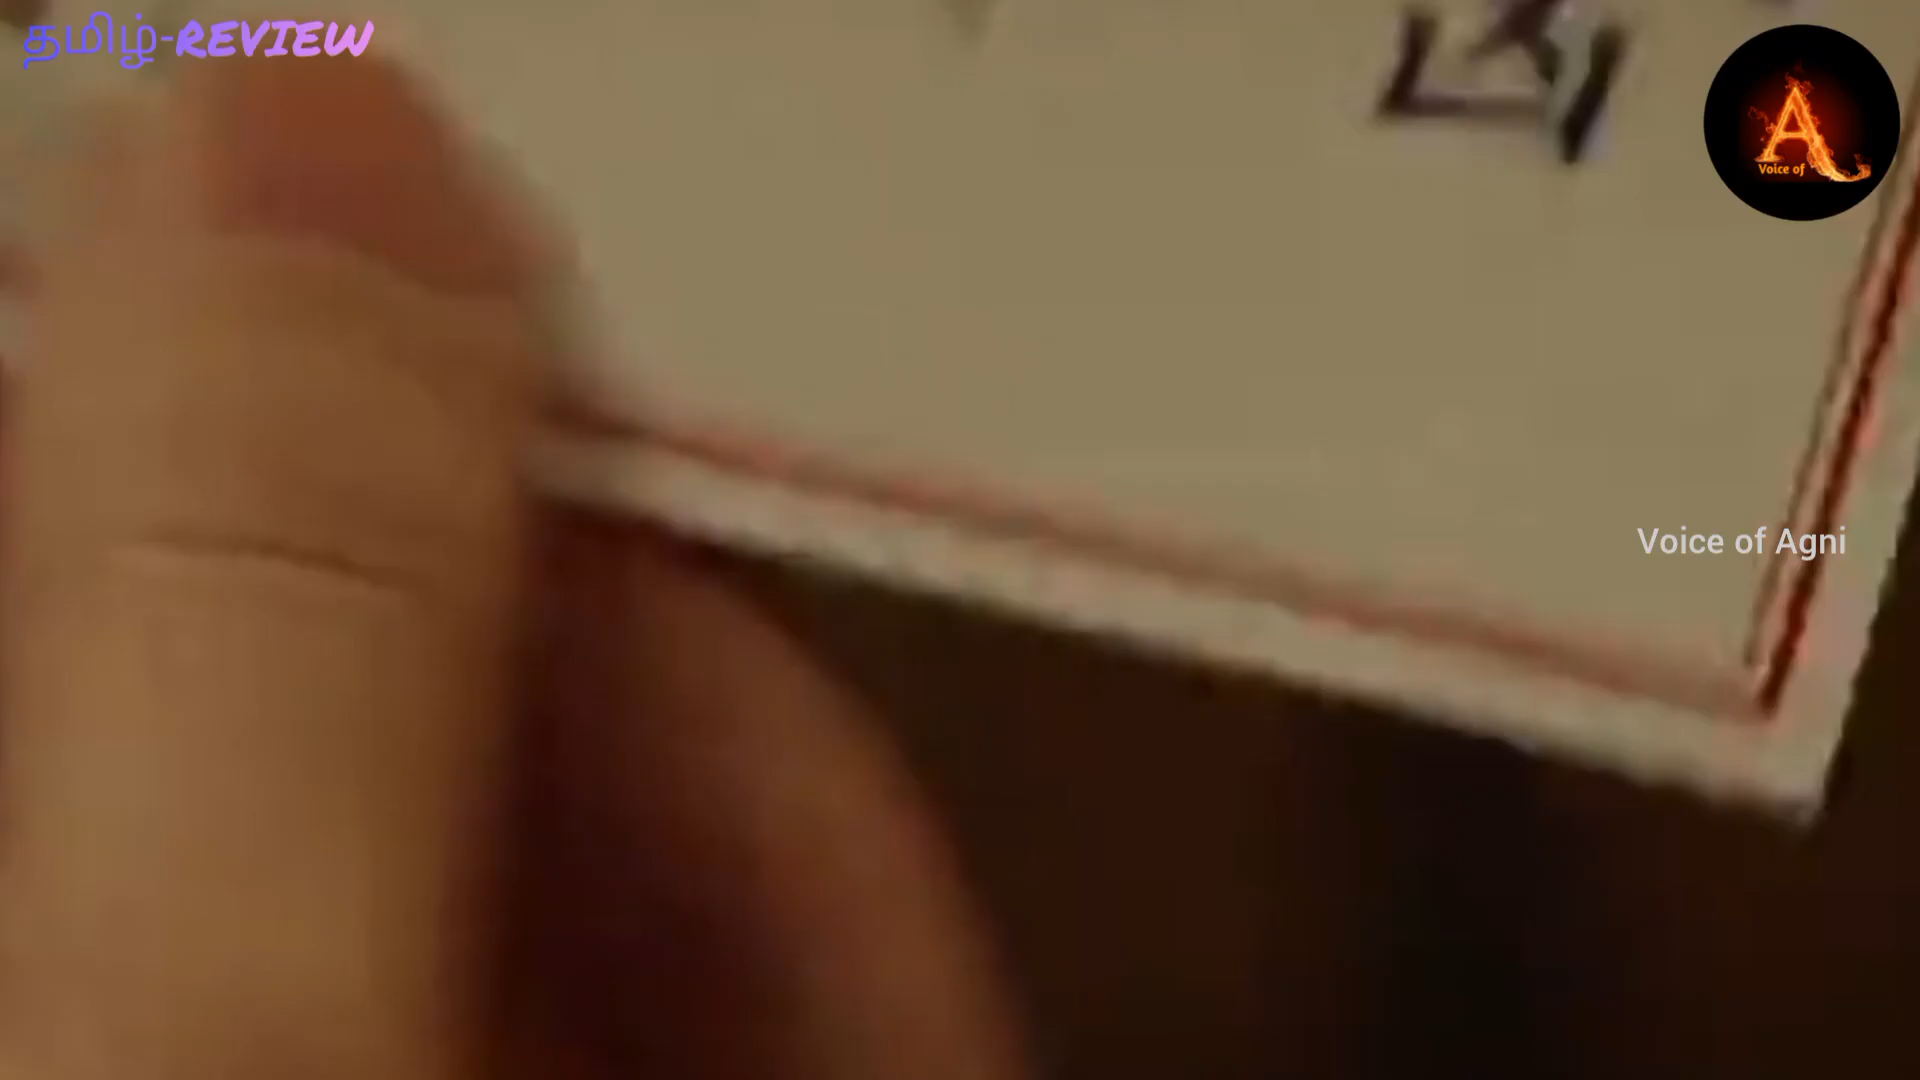 தமிழ்-REVIEW
A
Voice of
Voice of Agni